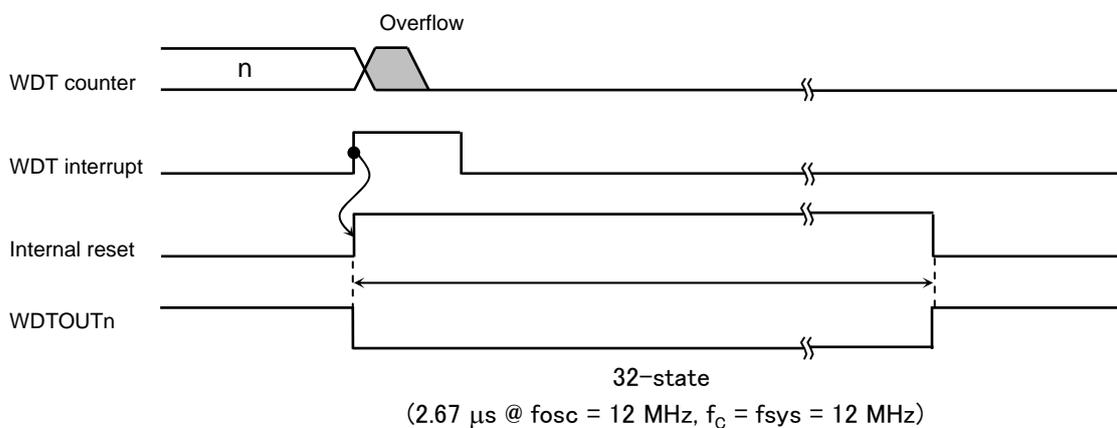 Overflow
WDT counter
n
WDT interrupt
Internal reset
WDTOUTn
32-state
(2.67 μs @ fosc = 12 MHz, fC = fsys = 12 MHz)